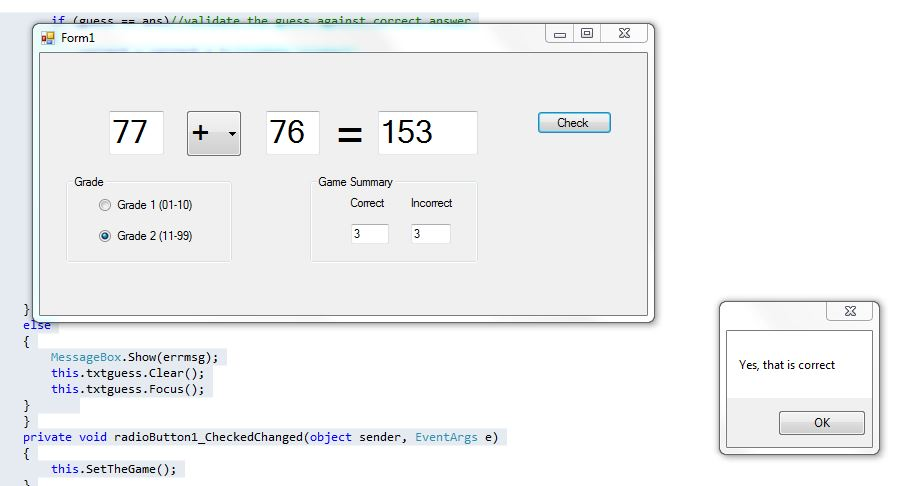 if (guess == ans)//validate the guess against correct answer
Form1
77 + 76 = 153
Check
Grade
Grade 1 (01-10)
Grade 2 (11-99)
Game Summary
Correct Incorrect
3 3
}
else
{
MessageBox.Show(errmsg);
this.txtguess.Clear();
this.txtguess.Focus();
}
}
private void radioButton1_CheckedChanged(object sender, EventArgs e)
{
this.SetTheGame();
}
Yes, that is correct
OK